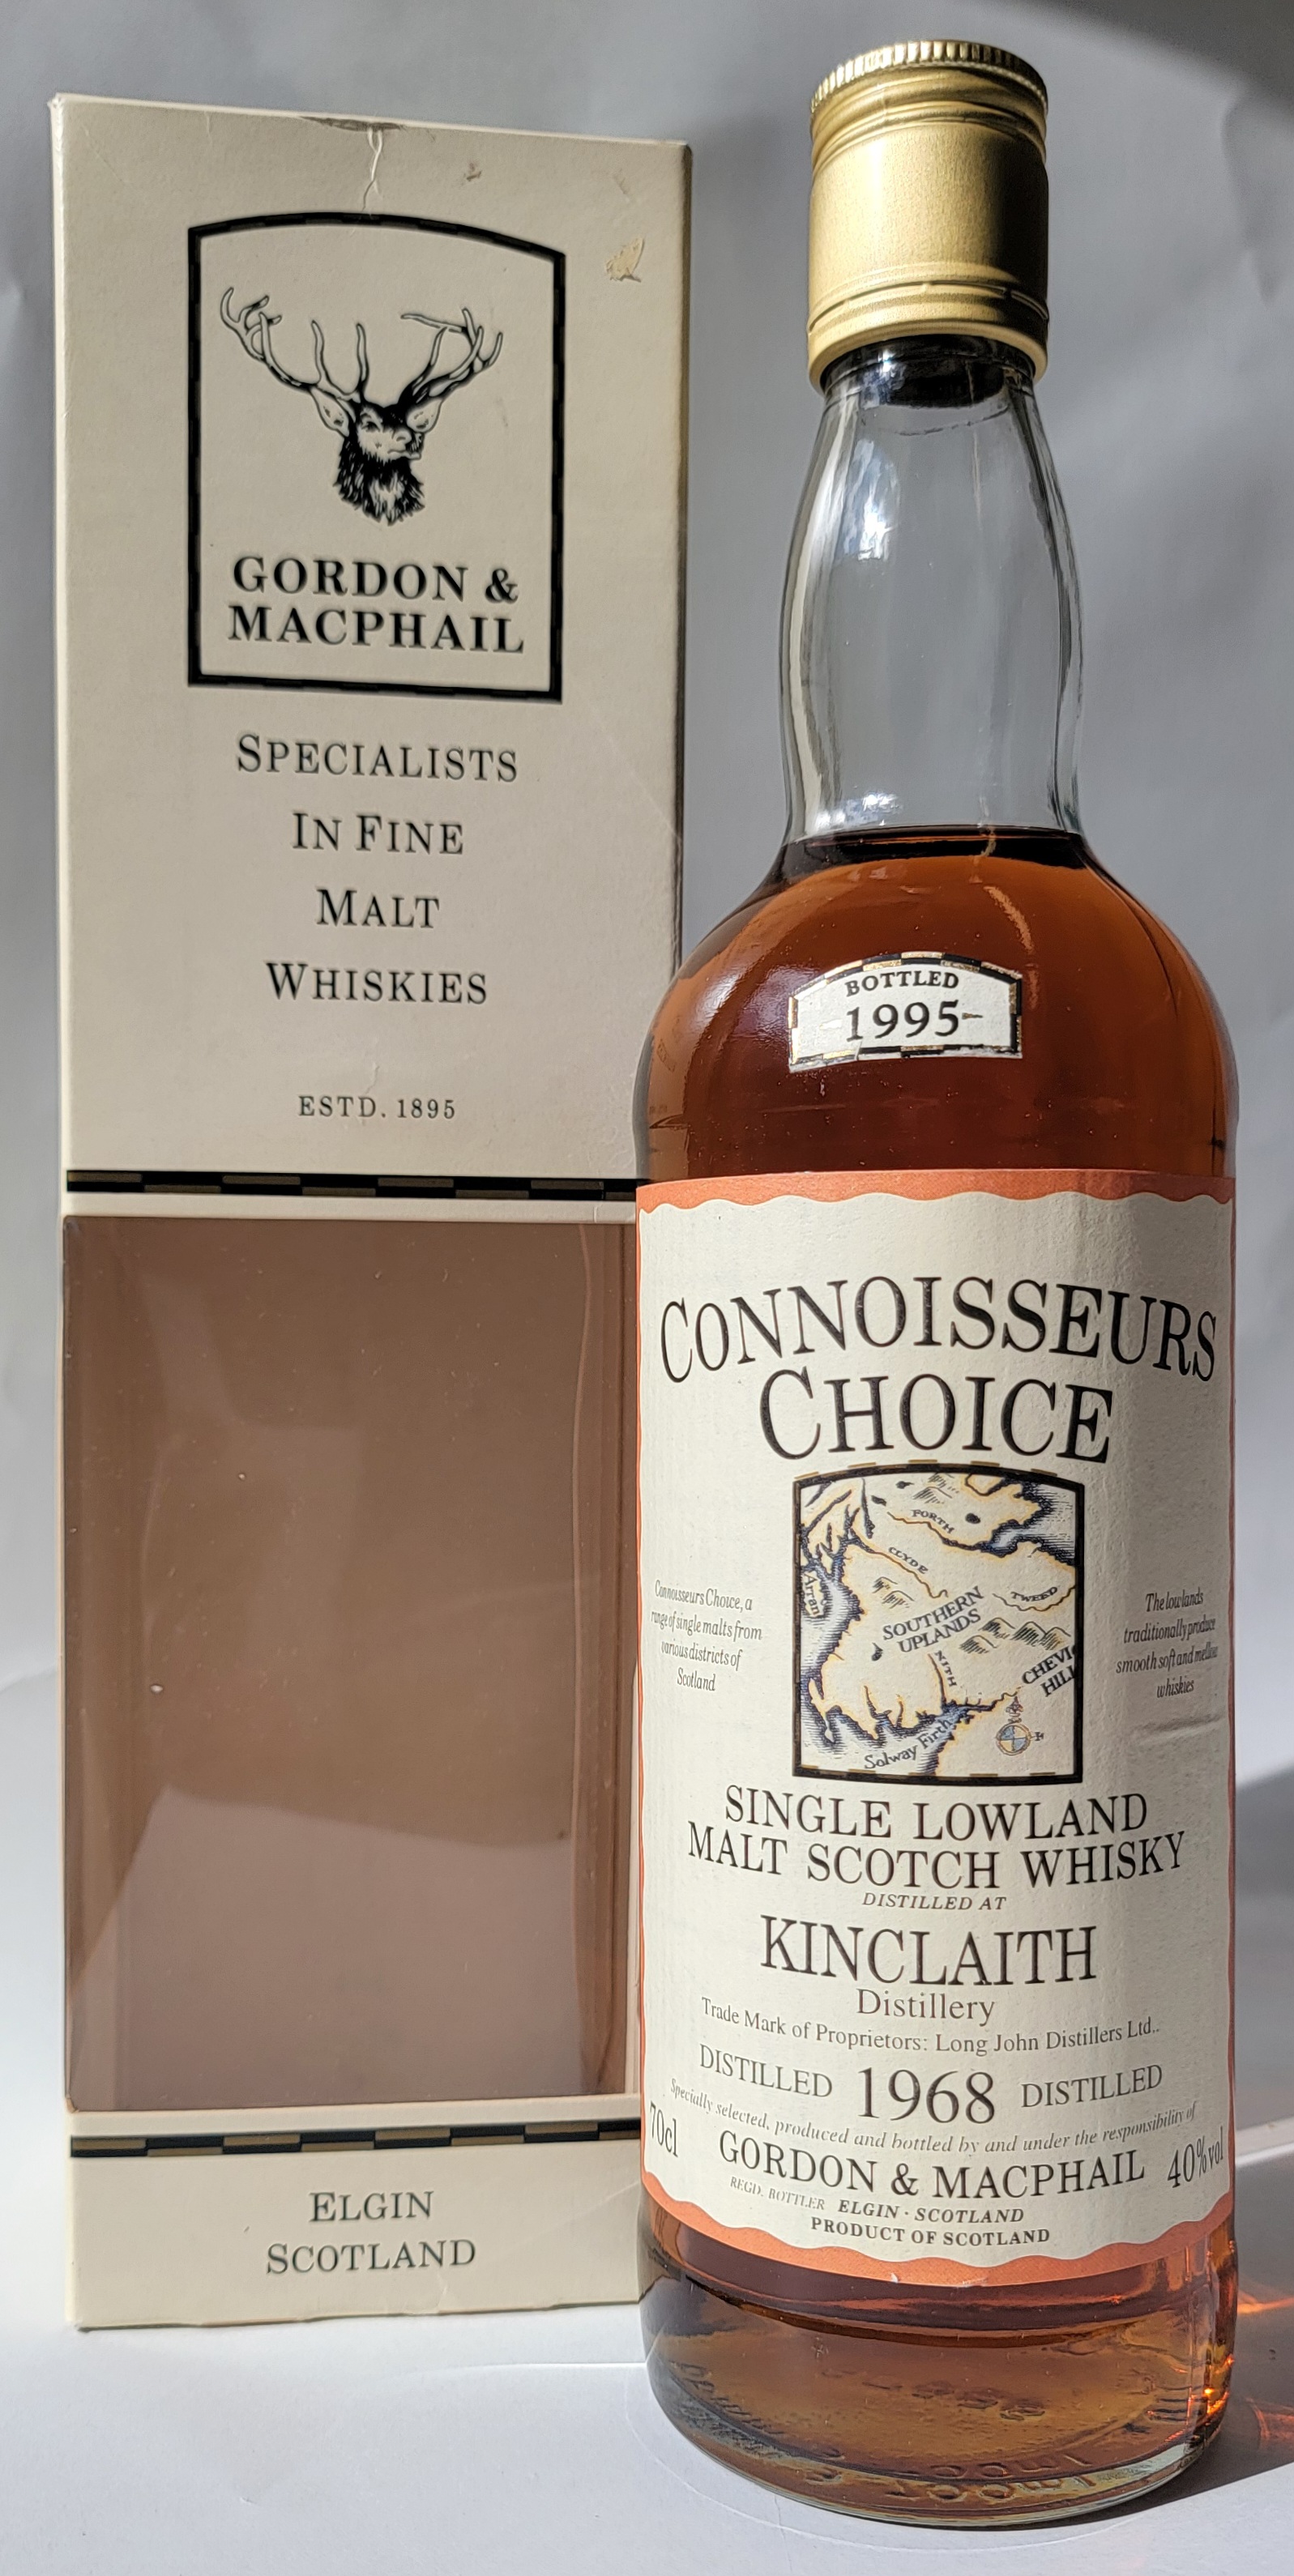 GORDON &
MACPHAIL
SPECIALISTS
IN FINE
MALT
WHISKIES
ESTD. 1895
ELGIN
SCOTLAND
BOTTLED
1995
CONNOISSEURS
CHOICE
FORTH
CLYDE
TWEED
Arran
SOUTHERN
UPLANDS
NITH
CHEVI
HILL
Solway Firth
Connoisseurs Choice, a
range of single malts from
various districts of
Scotland
The lowlands
traditionally produce
smooth soft and mellow
whiskies
SINGLE LOWLAND
MALT SCOTCH WHISKY
DISTILLED AT
KINCLAITH
Distillery
Trade Mark of Proprietors: Long John Distillers Ltd..
DISTILLED 1968 DISTILLED
Specially selected, produced and bottled by and under the responsibility of
70cl GORDON & MACPHAIL 40%vol
REGD. BOTTLER ELGIN · SCOTLAND
PRODUCT OF SCOTLAND